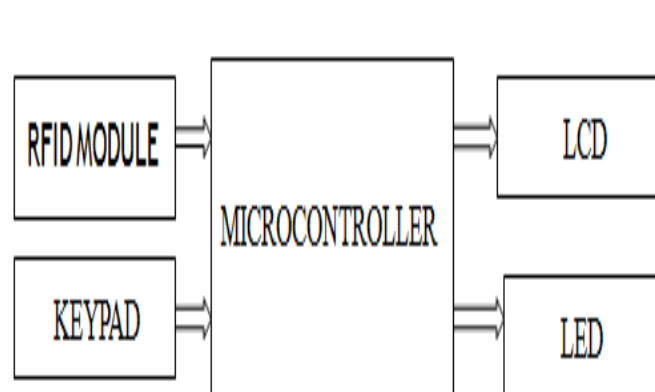 RFID MODULE
LCD
MICROCONTROLLER
KEYPAD
LED